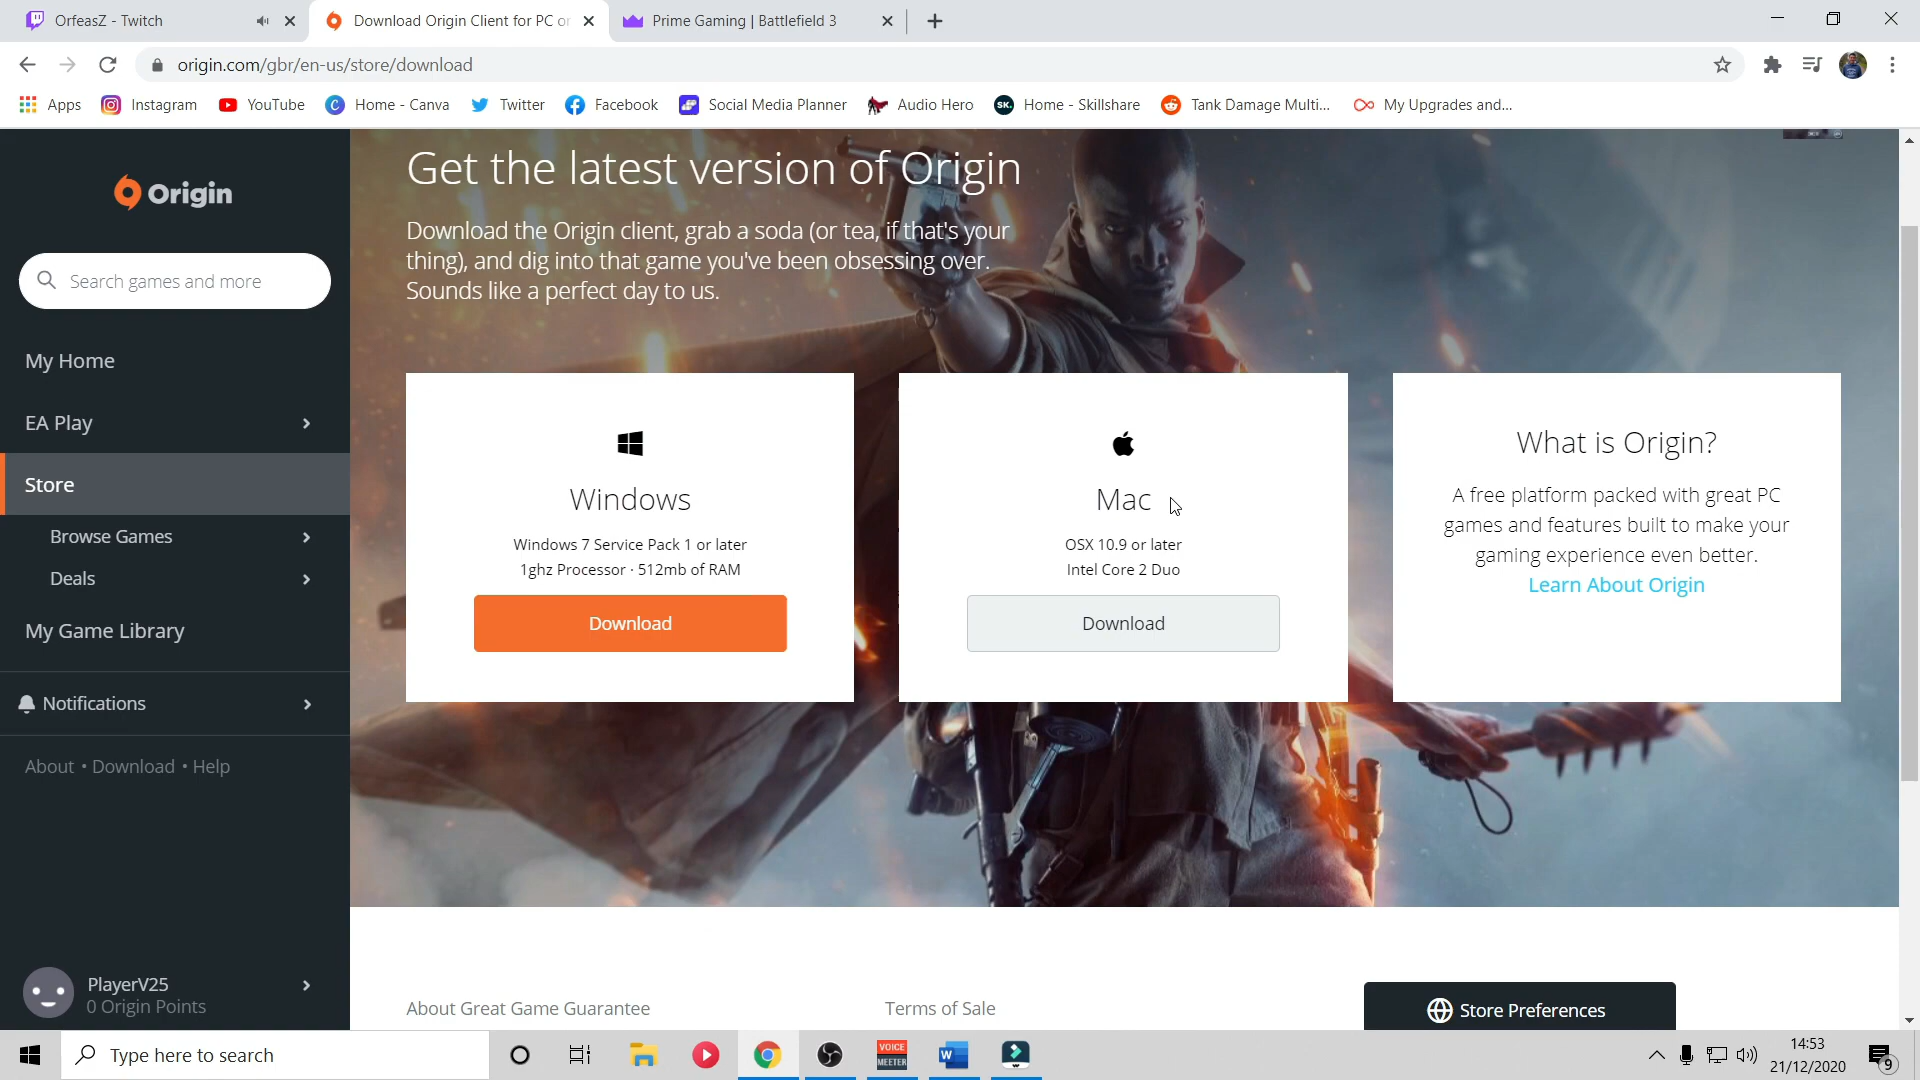 OrfeasZ - Twitch
Download Origin Client for PC or
Prime Gaming | Battlefield 3
origin.com/gbr/en-us/store/download
Apps
Instagram
YouTube
Home - Canva
Twitter
Facebook
Social Media Planner
Audio Hero
SK.
Home - Skillshare
Tank Damage Multi...
My Upgrades and...
Origin
Search games and more
My Home
EA Play
Store
Browse Games
Deals
My Game Library
Notifications
About • Download • Help
PlayerV25
0 Origin Points
Get the latest version of Origin
Download the Origin client, grab a soda (or tea, if that's your
thing), and dig into that game you've been obsessing over.
Sounds like a perfect day to us.
Windows
Windows 7 Service Pack 1 or later
1ghz Processor · 512mb of RAM
Download
Mac
OSX 10.9 or later
Intel Core 2 Duo
Download
What is Origin?
A free platform packed with great PC
games and features built to make your
gaming experience even better.
Learn About Origin
About Great Game Guarantee
Terms of Sale
Store Preferences
Type here to search
VOICE
MEETER
W
14:53
21/12/2020
9